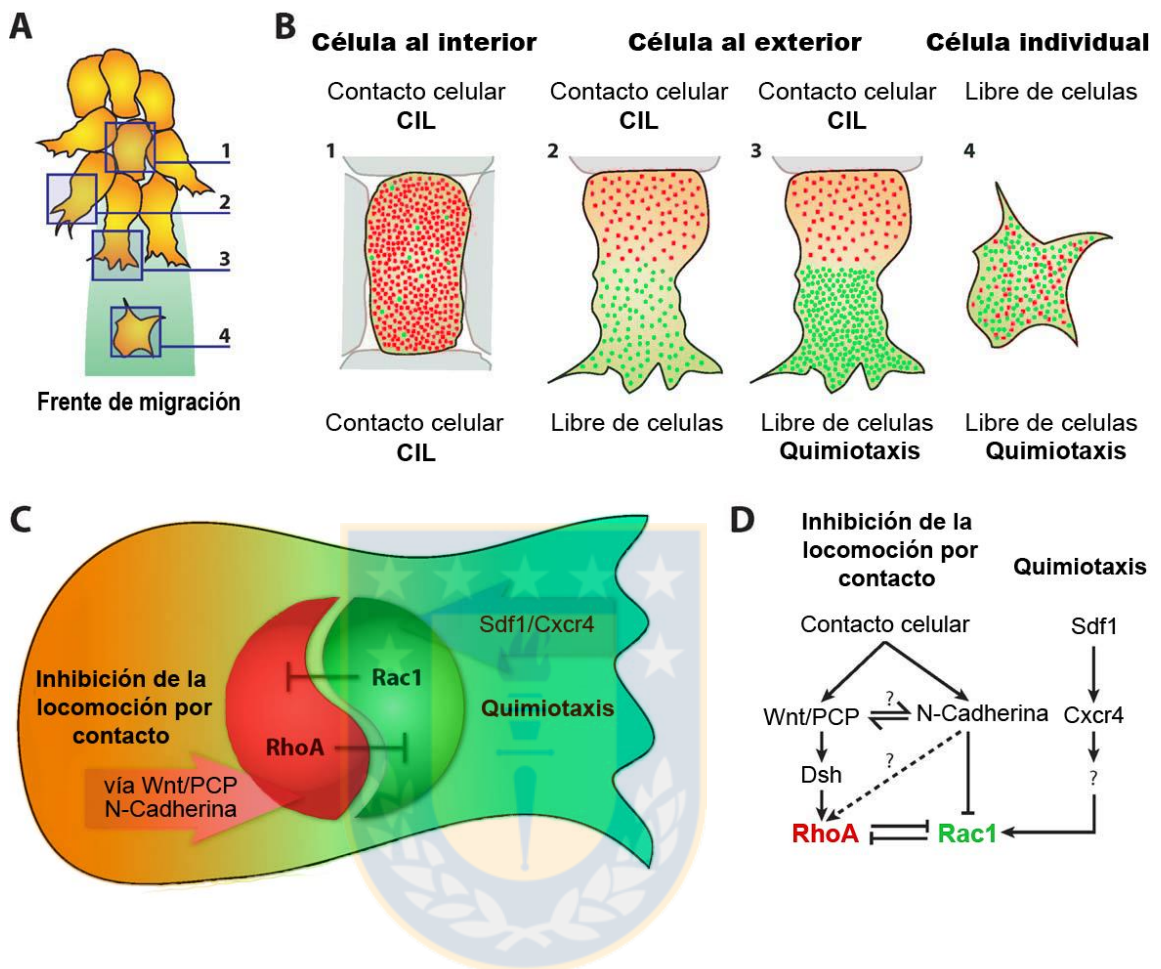 A
1
2
3
4
Frente de migración
B
Célula al interior
Célula al exterior
Célula individual
Contacto celular
CIL
Contacto celular
CIL
Contacto celular
CIL
Libre de celulas
1
2
3
4
Contacto celular
CIL
Libre de celulas
Libre de celulas
Quimiotaxis
Libre de celulas
Quimiotaxis
C
Inhibición de la
locomoción por
contacto
vía Wnt/PCP
N-Cadherina
RhoA
Rac1
Sdf1/Cxcr4
Quimiotaxis
D
Inhibición de la
locomoción por
contacto
Quimiotaxis
Contacto celular
Sdf1
Wnt/PCP
?
N-Cadherina
Cxcr4
Dsh
?
?
RhoA
Rac1